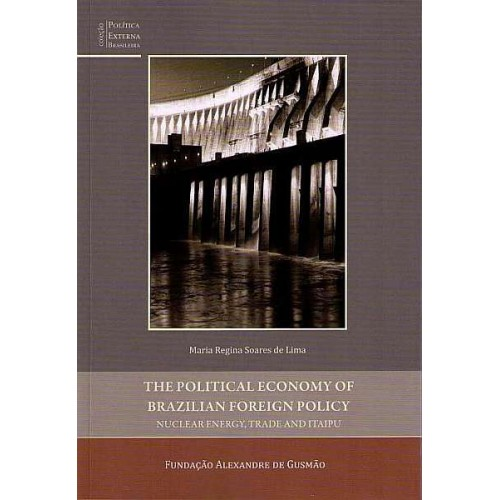 coleção
POLÍTICA
EXTERNA
BRASILEIRA
Maria Regina Soares de Lima
THE POLITICAL ECONOMY OF
BRAZILIAN FOREIGN POLICY
NUCLEAR ENERGY, TRADE AND ITAIPU
FUNDAÇÃO ALEXANDRE DE GUSMÃO